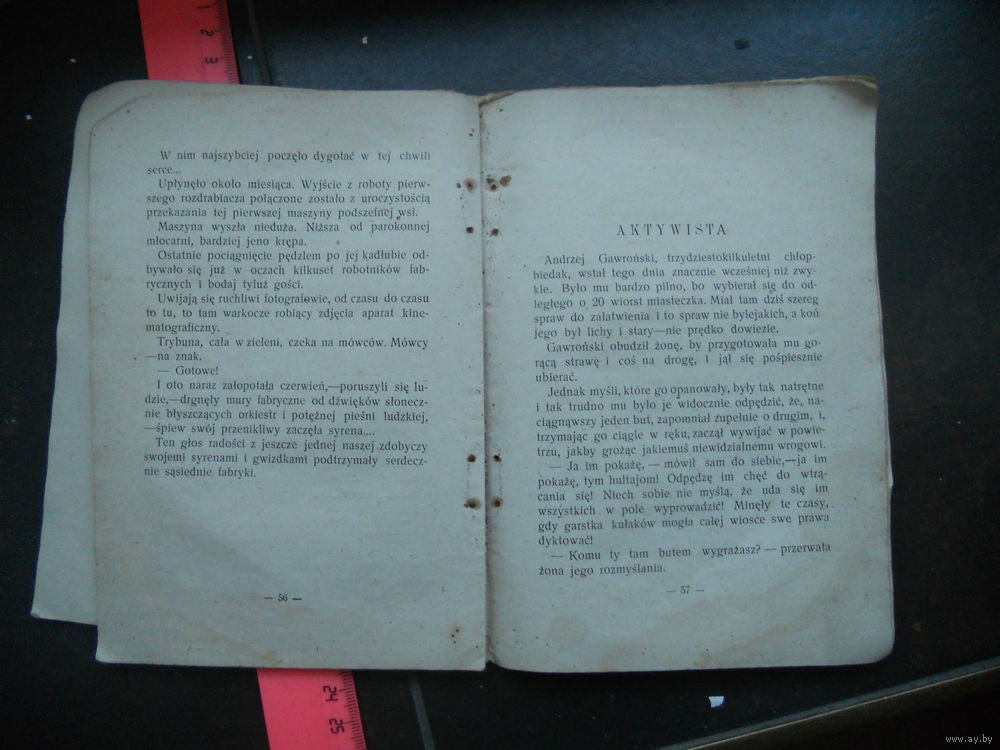 W nim najszybciej poczęło dygotać w tej chwili
serce...
Upłynęło około miesiąca. Wyjście z roboty pierw-
szego rozdrabiacza połączone zostało z uroczystością
przekazania tej pierwszej maszyny podszefnej wsi.
Maszyna wyszła nieduża. Niższa od parokonnej
młocarni, bardziej jeno krępa.
Ostatnie pociągnięcie pędzlem po jej kadłubie od-
bywało się już w oczach kilkuset robotników fab-
rycznych i bodaj tyluż gości.
Uwijają się ruchliwi fotografowie, od czasu do czasu
to tu, to tam warkocze robiący zdjęcia aparat kine-
matograficzny.
Trybuna, cała w zieleni, czeka na mówców. Mówcy
—na znak.
— Gotowe!
I oto naraz załopotała czerwień,—poruszyli się lu-
dzie,—drgnęły mury fabryczne od dźwięków słonecz-
nie błyszczących orkiestr i potężnej pieśni ludzkiej,
—śpiew swój przenikliwy zaczęła syrena....
Ten głos radości z jeszcze jednej naszej zdobyczy
swojemi syrenami i gwizdkami podtrzymały serdecz-
nie sąsiednie fabryki.
— 56 —
AKTYWISTA
Andrzej Gawroński, trzydziestokilkuletni chłop-
biedak, wstał tego dnia znacznie wcześniej niż zwy-
kle. Było mu bardzo pilno, bo wybierał się do od-
ległego o 20 wiorst miasteczka. Miał tam dziś szereg
spraw do załatwienia i to spraw nie bylejakich, a koń
jego był lichy i stary—nie prędko dowiezie.
Gawroński obudził żonę, by przygotowała mu go-
rącą strawę i coś na drogę, i jął się pośpiesznie
ubierać.
Jednak myśli, które go opanowały, były tak natrętne
i tak trudno mu było je widocznie odpędzić, że, na-
ciągnąwszy jeden but, zapomniał zupełnie o drugim, i,
trzymając go ciągle w ręku, zaczął wywijać w powie-
trzu, jakby grożąc jakiemuś niewidzialnemu wrogowi.
— Ja im pokażę, — mówił sam do siebie,—ja im
pokażę, tym hultajom! Odpędzę im chęć do wtrą-
cania się! Niech sobie nie myślą, że uda się im
wszystkich w pole wyprowadzić! Minęły te czasy,
gdy garstka kułaków mogła całej wiosce swe prawa
dyktować!
— Komu ty tam butem wygrażasz? — przerwała
żona jego rozmyślania.
— 57 —
2
3
24
25
www.ay.by